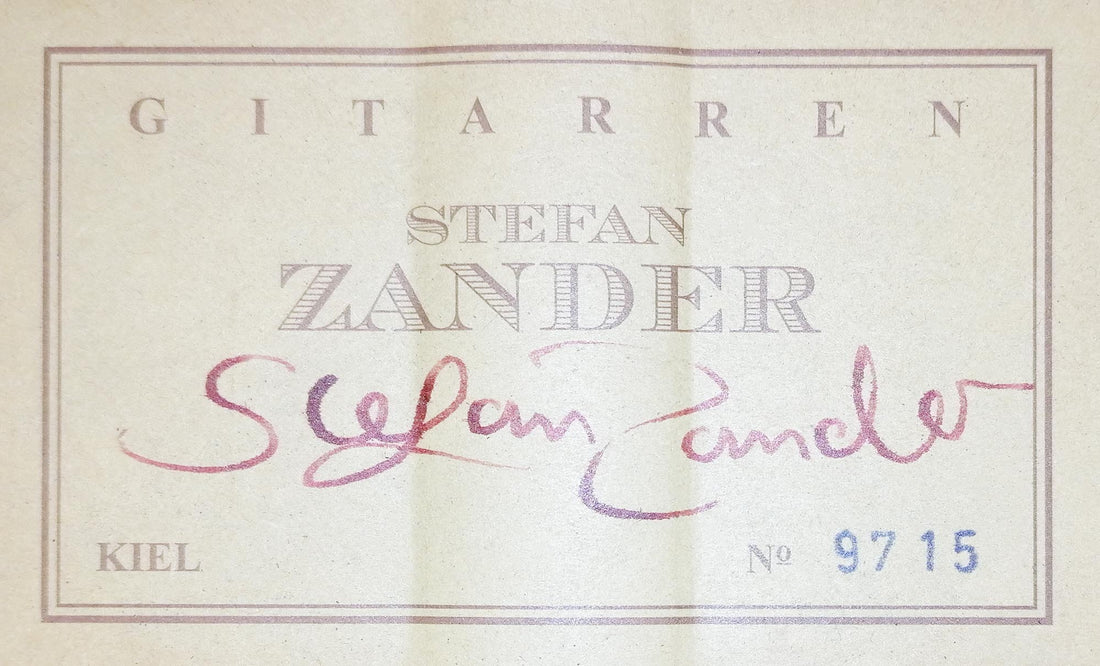 GITARREN
STEFAN
ZANDER
Stefan Zander
KIEL
Nº 9715